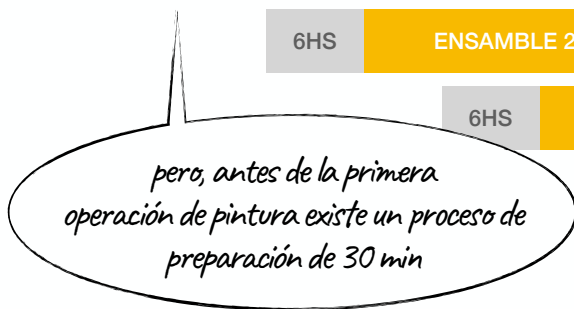 6HS
ENSAMBLE 2
6HS
pero, antes de la primera
operación de pintura existe un proceso de
preparación de 30 min